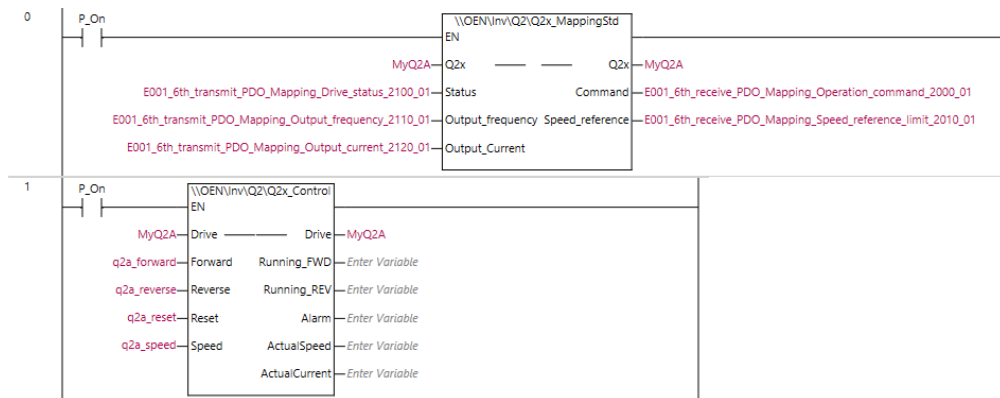 0
P_On
\\OEN\Inv\Q2\Q2x_MappingStd
EN
MyQ2A Q2x Q2x MyQ2A
E001_6th_transmit_PDO_Mapping_Drive_status_2100_01 Status Command E001_6th_receive_PDO_Mapping_Operation_command_2000_01
E001_6th_transmit_PDO_Mapping_Output_frequency_2110_01 Output_frequency Speed_reference E001_6th_receive_PDO_Mapping_Speed_reference_limit_2010_01
E001_6th_transmit_PDO_Mapping_Output_current_2120_01 Output_Current
1
P_On
\\OEN\Inv\Q2\Q2x_Control
EN
MyQ2A Drive Drive MyQ2A
q2a_forward Forward Running_FWD Enter Variable
q2a_reverse Reverse Running_REV Enter Variable
q2a_reset Reset Alarm Enter Variable
q2a_speed Speed ActualSpeed Enter Variable
ActualCurrent Enter Variable